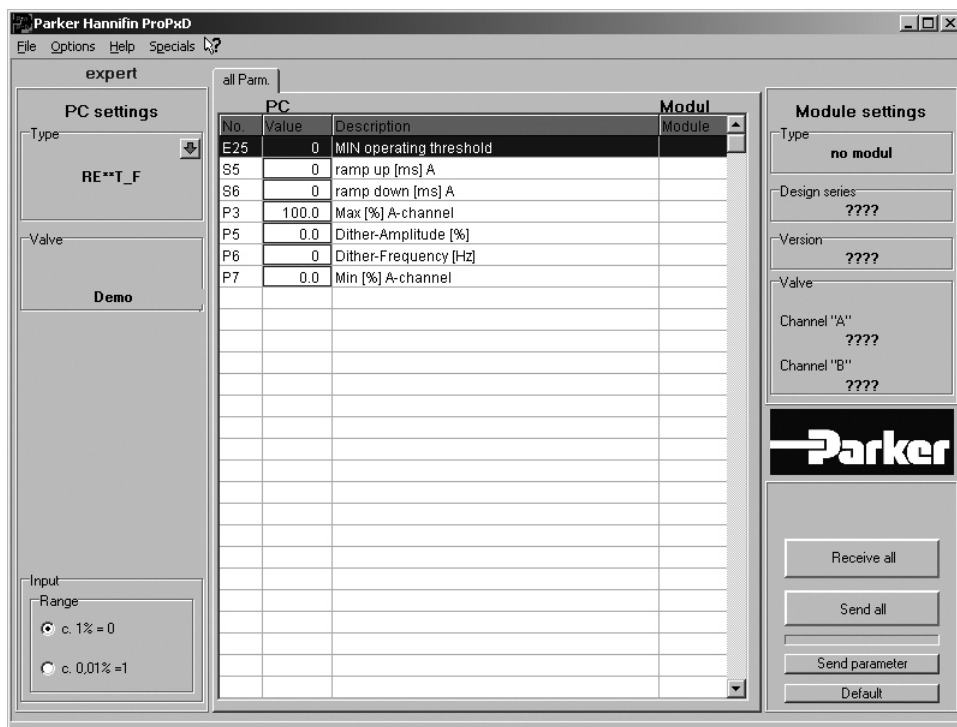 Parker Hannifin ProPxD
File Options Help Specials ?
expert
PC settings
Type
RE**T_F
Valve
Demo
Input
Range
c. 1% = 0
c. 0,01% =1
all Parm.
PC Modul
No. Value Description Module
E25 0 MIN operating threshold
S5 0 ramp up [ms] A
S6 0 ramp down [ms] A
P3 100.0 Max [%] A-channel
P5 0.0 Dither-Amplitude [%]
P6 0 Dither-Frequency [Hz]
P7 0.0 Min [%] A-channel
Module settings
Type
no modul
Design series
????
Version
????
Valve
Channel "A"
????
Channel "B"
????
Parker
Receive all
Send all
Send parameter
Default